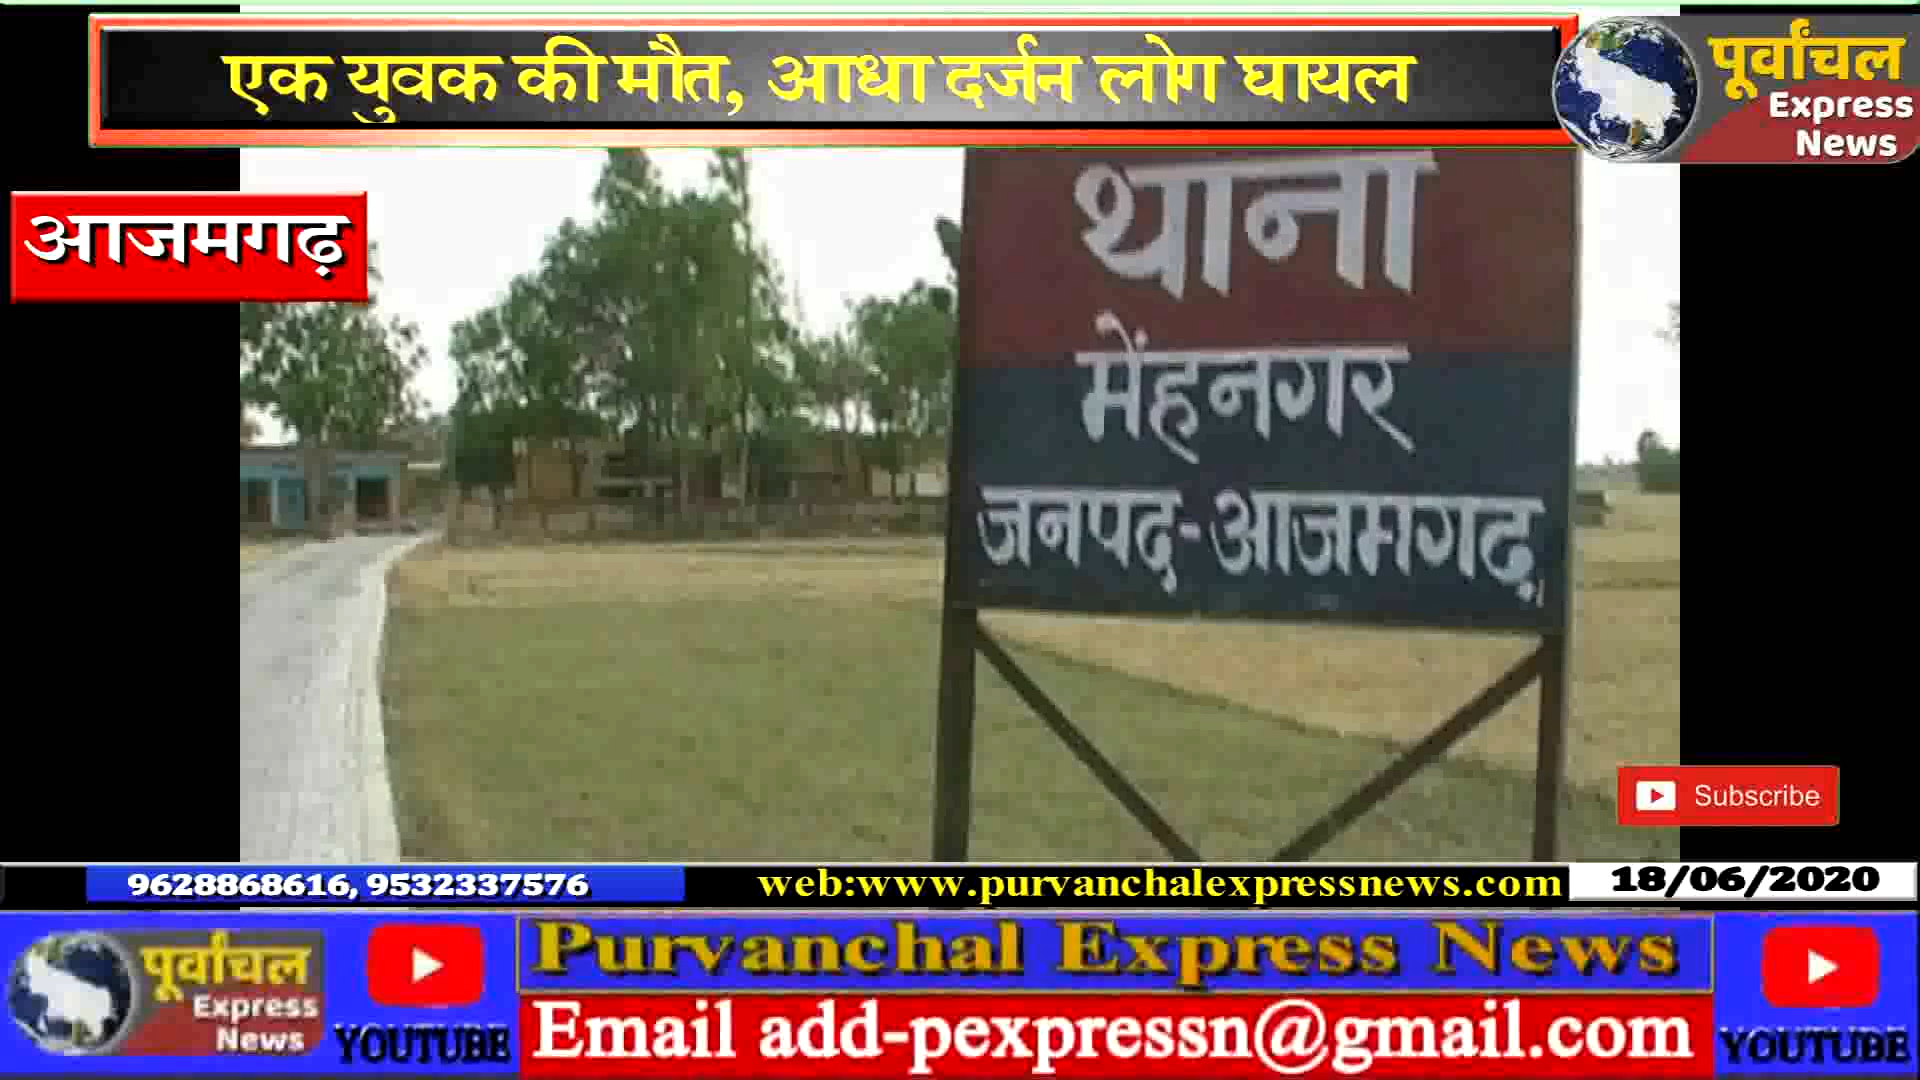 एक युवक की मौत, आधा दर्जन लोग घायल
पूर्वांचल
Express
News
आजमगढ़
थाना
मेंहनगर
जनपद-आजमगढ़
Subscribe
9628868616, 9532337576
web:www.purvanchalexpressnews.com
18/06/2020
पूर्वांचल
Express
News
YOUTUBE
Purvanchal Express News
Email add-pexpressn@gmail.com
YOUTUBE